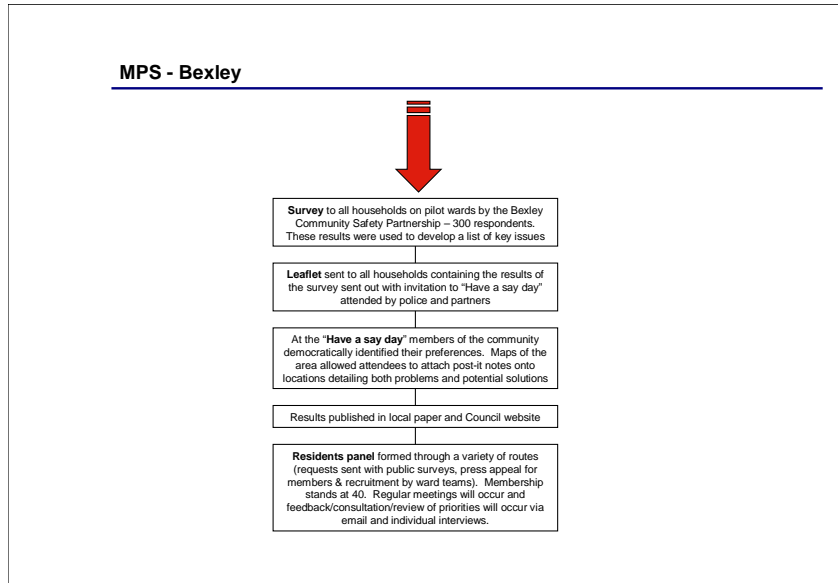 MPS - Bexley
Survey to all households on pilot wards by the Bexley
Community Safety Partnership – 300 respondents.
These results were used to develop a list of key issues
Leaflet sent to all households containing the results of
the survey sent out with invitation to “Have a say day”
attended by police and partners
At the “Have a say day” members of the community
democratically identified their preferences.  Maps of the
area allowed attendees to attach post-it notes onto
locations detailing both problems and potential solutions
Results published in local paper and Council website
Residents panel formed through a variety of routes
(requests sent with public surveys, press appeal for
members & recruitment by ward teams).  Membership
stands at 40.  Regular meetings will occur and
feedback/consultation/review of priorities will occur via
email and individual interviews.